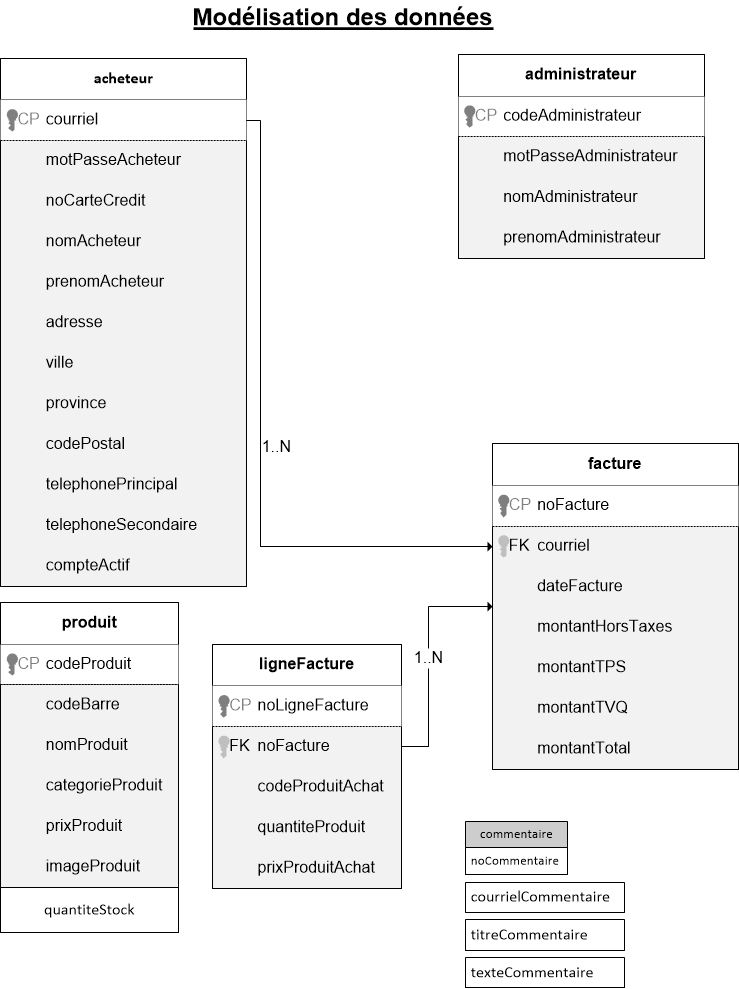 Modélisation des données
acheteur
CP courriel
motPasseAcheteur
noCarteCredit
nomAcheteur
prenomAcheteur
adresse
ville
province
codePostal
telephonePrincipal
telephoneSecondaire
compteActif
administrateur
CP codeAdministrateur
motPasseAdministrateur
nomAdministrateur
prenomAdministrateur
1..N
facture
CP noFacture
FK courriel
dateFacture
montantHorsTaxes
montantTPS
montantTVQ
montantTotal
produit
CP codeProduit
codeBarre
nomProduit
categorieProduit
prixProduit
imageProduit
quantiteStock
ligneFacture
CP noLigneFacture
FK noFacture
codeProduitAchat
quantiteProduit
prixProduitAchat
1..N
commentaire
noCommentaire
courrielCommentaire
titreCommentaire
texteCommentaire